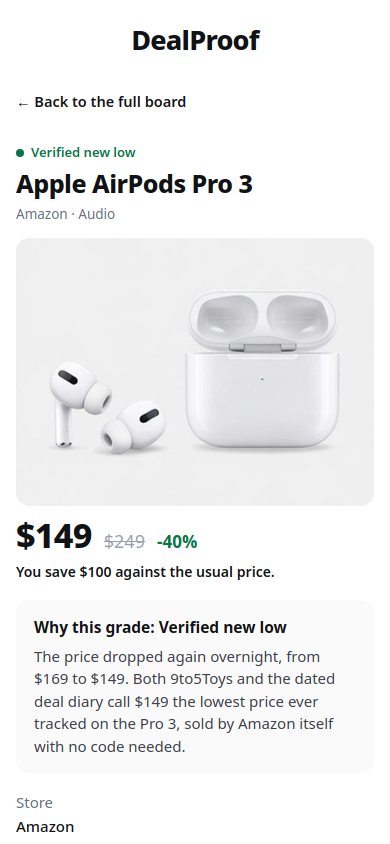 DealProof
← Back to the full board
Verified new low
Apple AirPods Pro 3
Amazon · Audio
$149 $249 -40%
You save $100 against the usual price.
Why this grade: Verified new low
The price dropped again overnight, from
$169 to $149. Both 9to5Toys and the dated
deal diary call $149 the lowest price ever
tracked on the Pro 3, sold by Amazon itself
with no code needed.
Store
Amazon